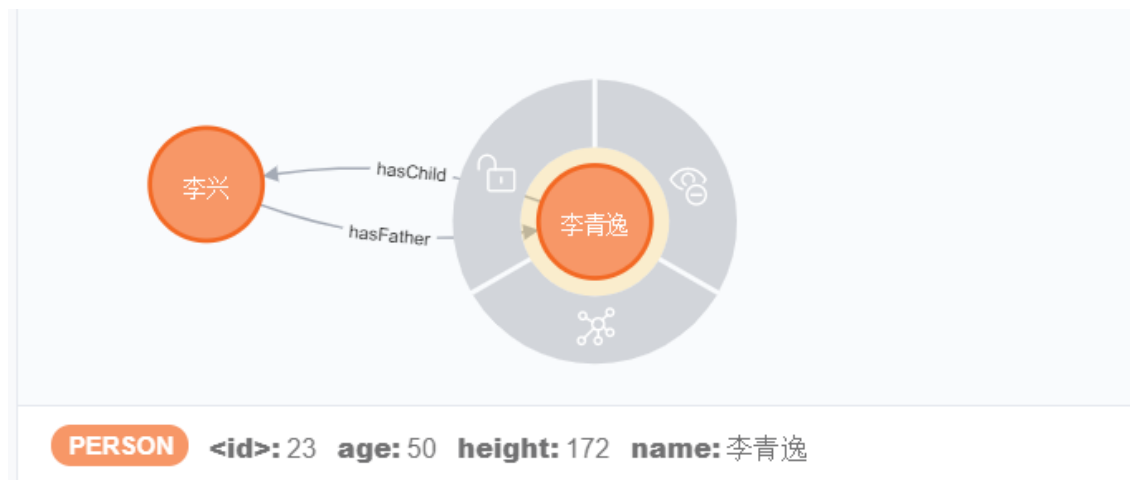 hasChild
李兴
李青逸
hasFather
PERSON <id>: 23 age: 50 height: 172 name: 李青逸